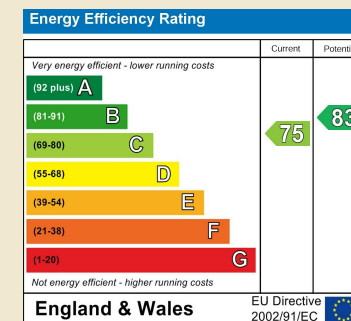 Energy Efficiency Rating
Current Potenti
Very energy efficient - lower running costs
(92 plus) A
(81-91) B
83
(69-80) C
75
(55-68) D
(39-54) E
(21-38) F
(1-20) G
Not energy efficient - higher running costs
England & Wales
EU Directive
2002/91/EC